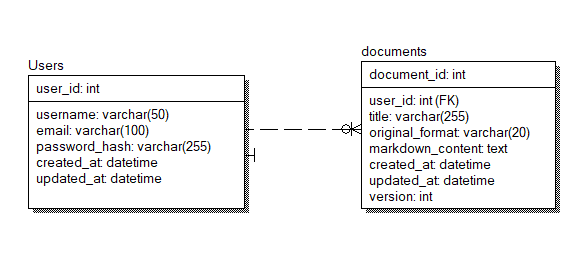 Users
user_id: int
username: varchar(50)
email: varchar(100)
password_hash: varchar(255)
created_at: datetime
updated_at: datetime
documents
document_id: int
user_id: int (FK)
title: varchar(255)
original_format: varchar(20)
markdown_content: text
created_at: datetime
updated_at: datetime
version: int